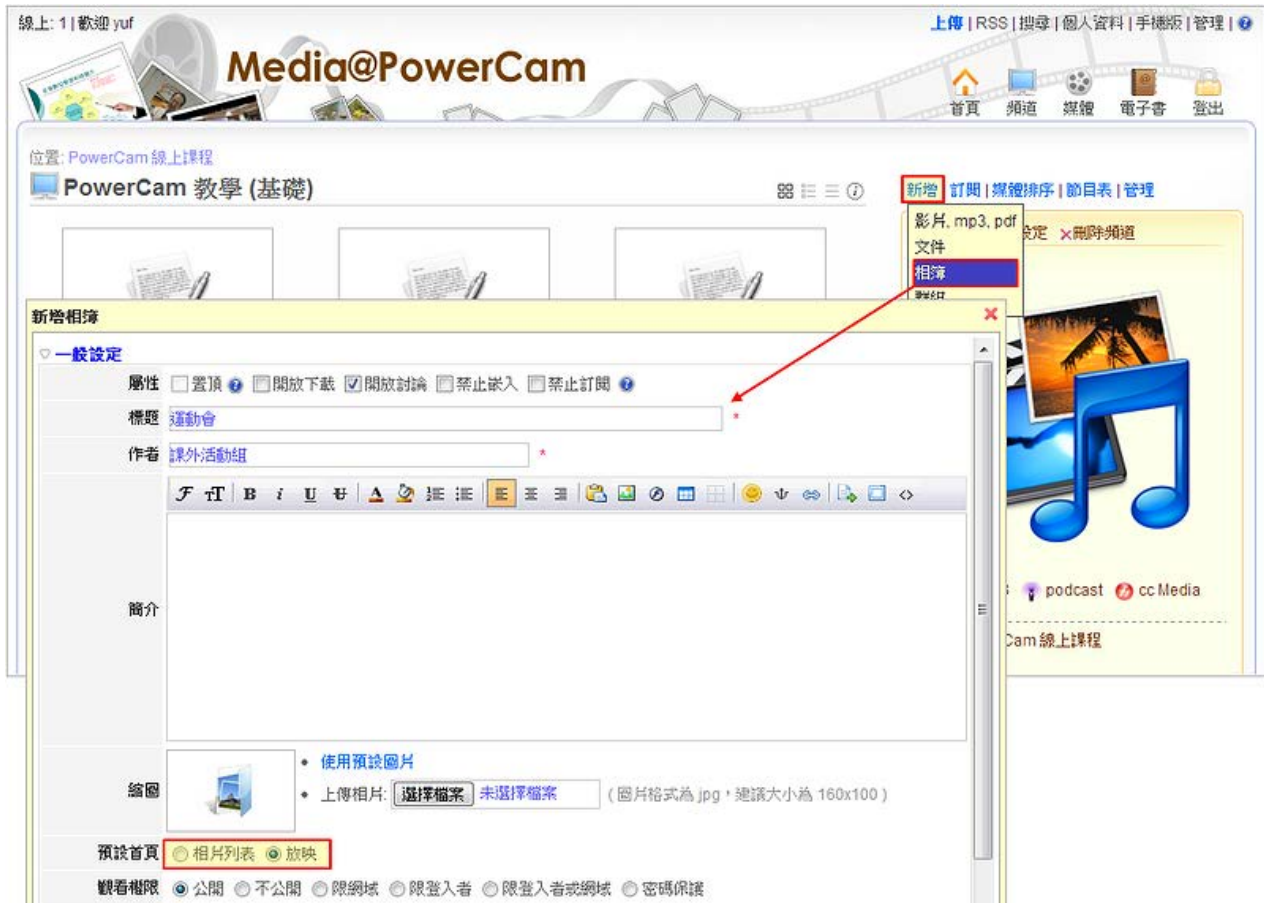 線上: 1 | 歡迎 yuf
上傳 | RSS | 搜尋 | 個人資料 | 手機版 | 管理 |
Media@PowerCam
首頁 頻道 媒體 電子書 登出
位置: PowerCam 線上課程
PowerCam 教學 (基礎)
新增 訂閱 | 媒體排序 | 節目表 | 管理
影片, mp3, pdf
文件
相簿
群組
設定 刪除頻道
新增相簿
一般設定
屬性 置頂 開放下載 開放討論 禁止嵌入 禁止訂閱
標題 運動會 *
作者 課外活動組 *
簡介
podcast cc Media
Cam 線上課程
縮圖
使用預設圖片
上傳相片: 選擇檔案 未選擇檔案 (圖片格式為 jpg，建議大小為 160x100)
預設首頁 相片列表 放映
觀看權限 公開 不公開 限網域 限登入者 限登入者或網域 密碼保護